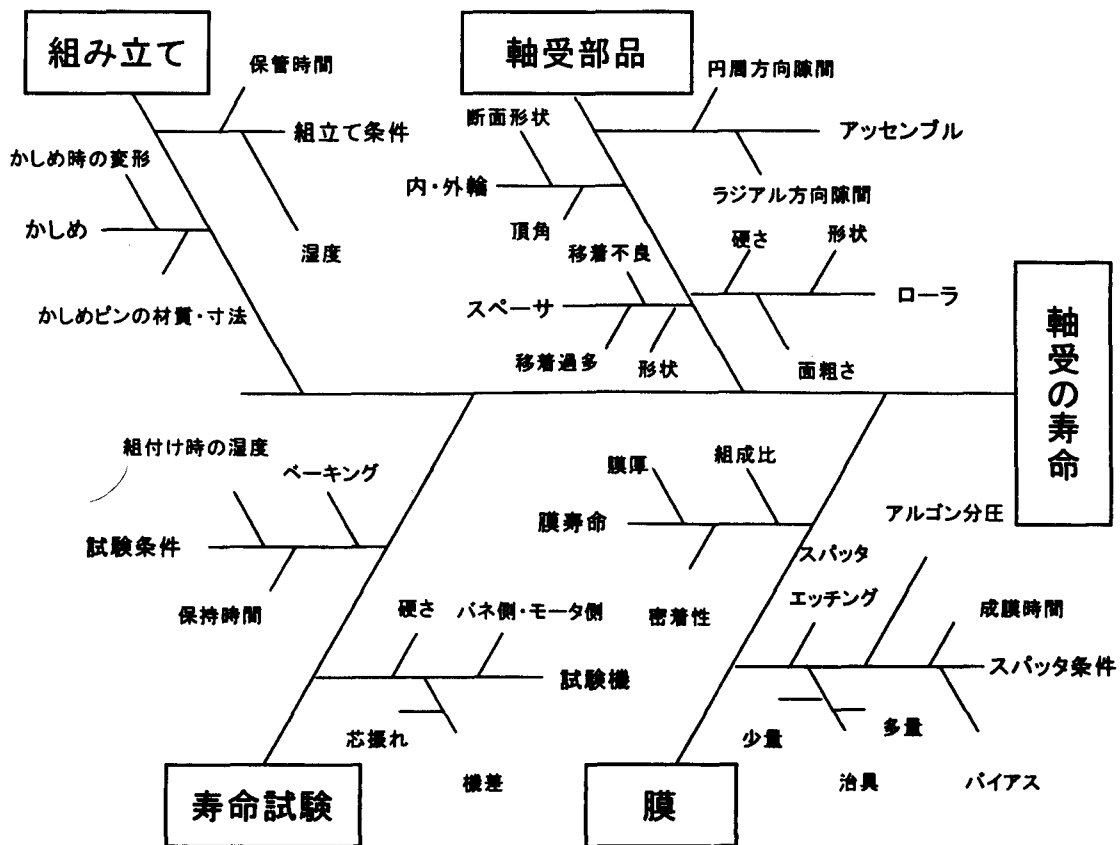 組み立て
保管時間
組立て条件
湿度
かしめ時の変形
かしめ
かしめピンの材質・寸法
軸受部品
円周方向隙間
アッセンブル
ラジアル方向隙間
断面形状
内・外輪
頂角
移着不良
スペーサ
移着過多
形状
硬さ
形状
ローラ
面粗さ
軸受の寿命
組付け時の湿度
ベーキング
試験条件
保持時間
硬さ
バネ側・モータ側
試験機
芯振れ
機差
寿命試験
膜厚
組成比
膜寿命
密着性
スパッタ
エッチング
アルゴン分圧
成膜時間
スパッタ条件
少量
多量
治具
バイアス
膜